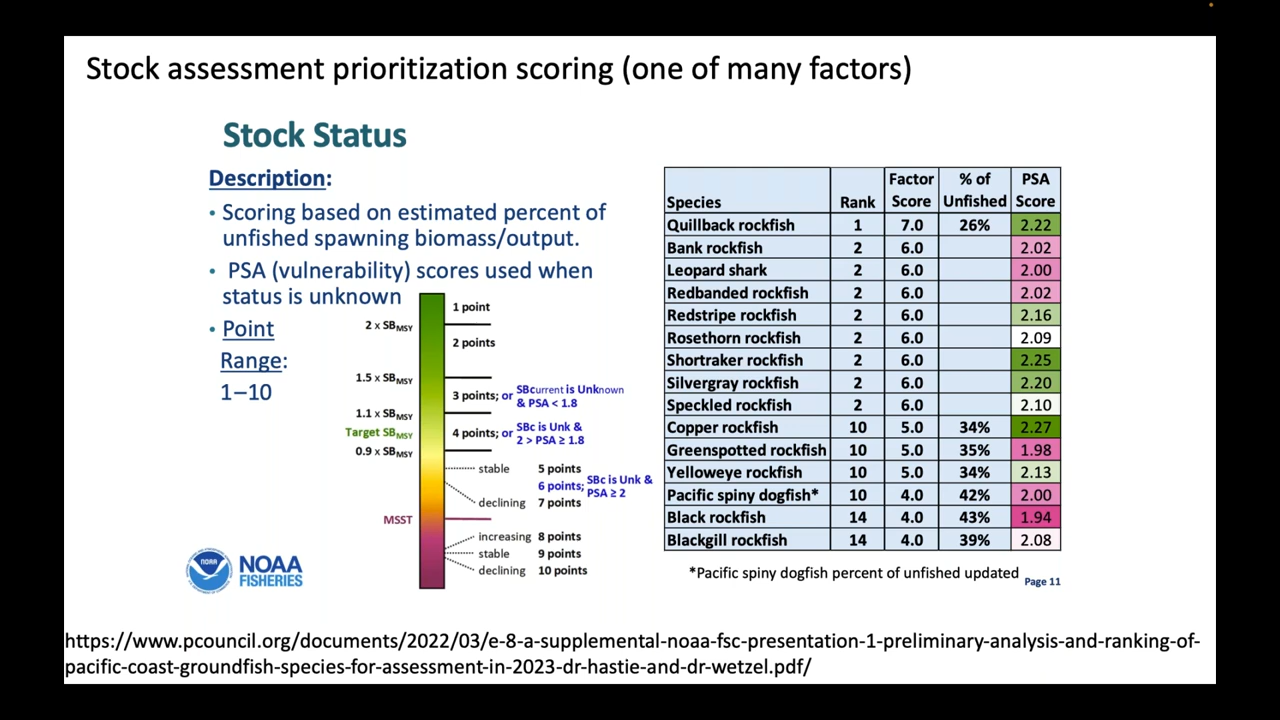 Stock assessment prioritization scoring (one of many factors)
Stock Status
Description:
• Scoring based on estimated percent of
unfished spawning biomass/output.
• PSA (vulnerability) scores used when
status is unknown
• Point
Range:
1–10
2 x SBMSY
1.5 x SBMSY
1.1 x SBMSY
Target SBMSY
0.9 x SBMSY
MSST
1 point
2 points
3 points; or SBcurrent is Unknown
& PSA < 1.8
4 points; or SBc is Unk &
2 > PSA ≥ 1.8
stable 5 points
6 points; SBc is Unk &
PSA ≥ 2
declining 7 points
increasing 8 points
stable 9 points
declining 10 points
NOAA
NOAA
FISHERIES
Species Rank Factor Score % of Unfished PSA Score
Quillback rockfish 1 7.0 26% 2.22
Bank rockfish 2 6.0 2.02
Leopard shark 2 6.0 2.00
Redbanded rockfish 2 6.0 2.02
Redstripe rockfish 2 6.0 2.16
Rosethorn rockfish 2 6.0 2.09
Shortraker rockfish 2 6.0 2.25
Silvergray rockfish 2 6.0 2.20
Speckled rockfish 2 6.0 2.10
Copper rockfish 10 5.0 34% 2.27
Greenspotted rockfish 10 5.0 35% 1.98
Yelloweye rockfish 10 5.0 34% 2.13
Pacific spiny dogfish* 10 4.0 42% 2.00
Black rockfish 14 4.0 43% 1.94
Blackgill rockfish 14 4.0 39% 2.08
*Pacific spiny dogfish percent of unfished updated
Page 11
https://www.pcouncil.org/documents/2022/03/e-8-a-supplemental-noaa-fsc-presentation-1-preliminary-analysis-and-ranking-of-
pacific-coast-groundfish-species-for-assessment-in-2023-dr-hastie-and-dr-wetzel.pdf/